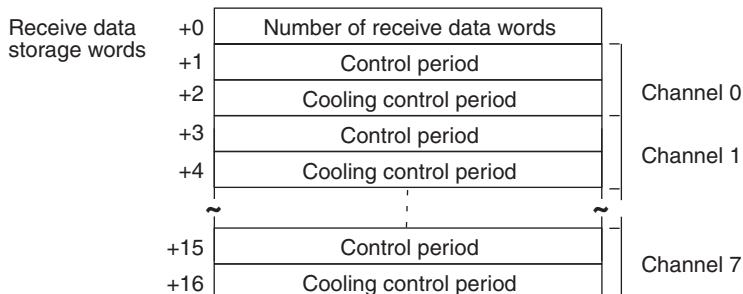 Receive data
storage words
+0 Number of receive data words
+1 Control period
+2 Cooling control period
Channel 0
+3 Control period
+4 Cooling control period
Channel 1
+15 Control period
+16 Cooling control period
Channel 7